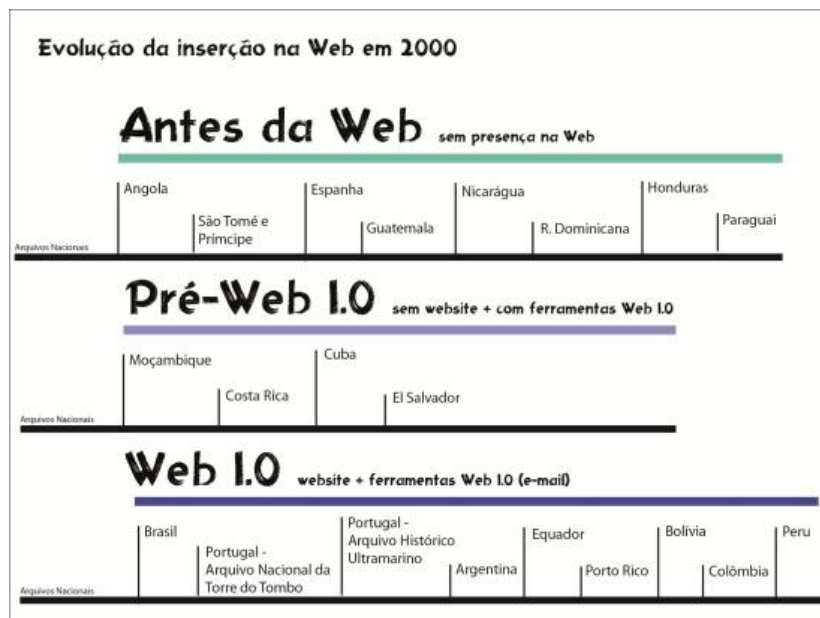 Evolução da inserção na Web em 2000
Antes da Web sem presença na Web
Angola
São Tomé e
Prímcipe
Espanha
Guatemala
Nicarágua
R. Dominicana
Honduras
Paraguai
Arquivos Nacionais
Pré-Web 1.0 sem website + com ferramentas Web 1.0
Moçambique
Costa Rica
Cuba
El Salvador
Arquivos Nacionais
Web 1.0 website + ferramentas Web 1.0 (e-mail)
Brasil
Portugal -
Arquivo Nacional da
Torre do Tombo
Portugal -
Arquivo Histórico
Ultramarino
Argentina
Equador
Porto Rico
Bolívia
Colômbia
Peru
Arquivos Nacionais